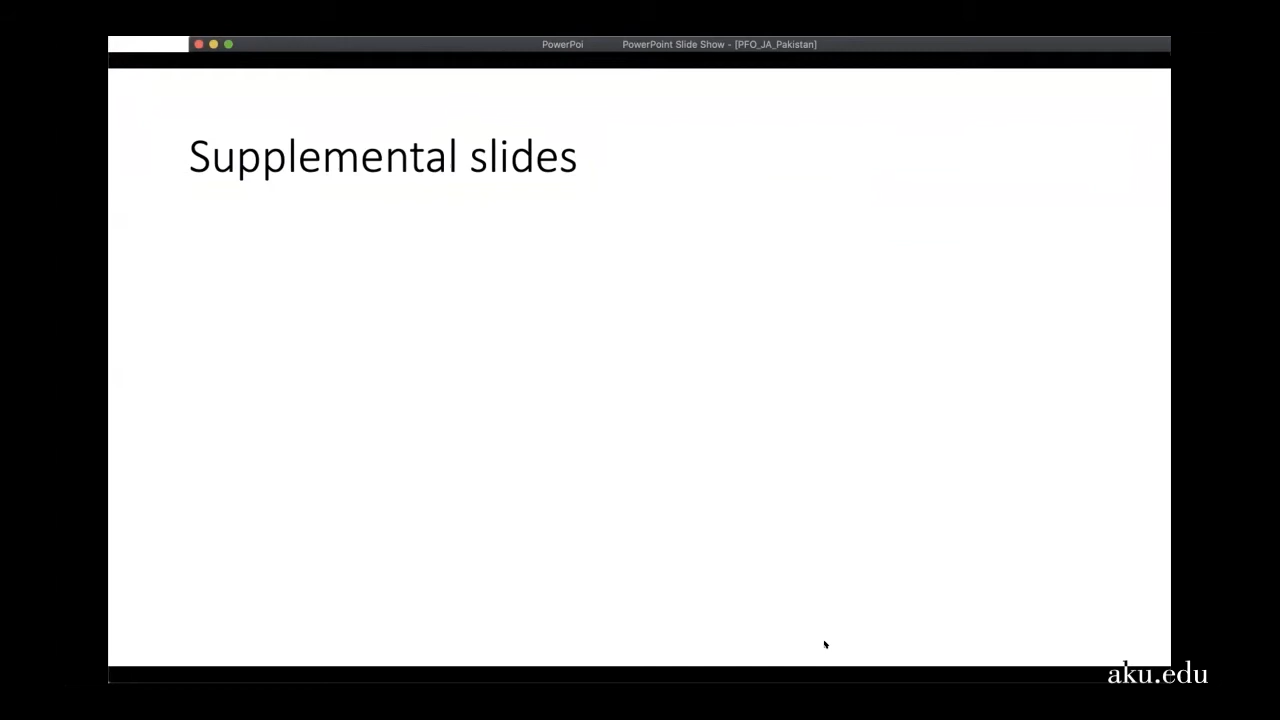 PowerPoi PowerPoint Slide Show - [PFO_JA_Pakistan]
Supplemental slides
aku.edu